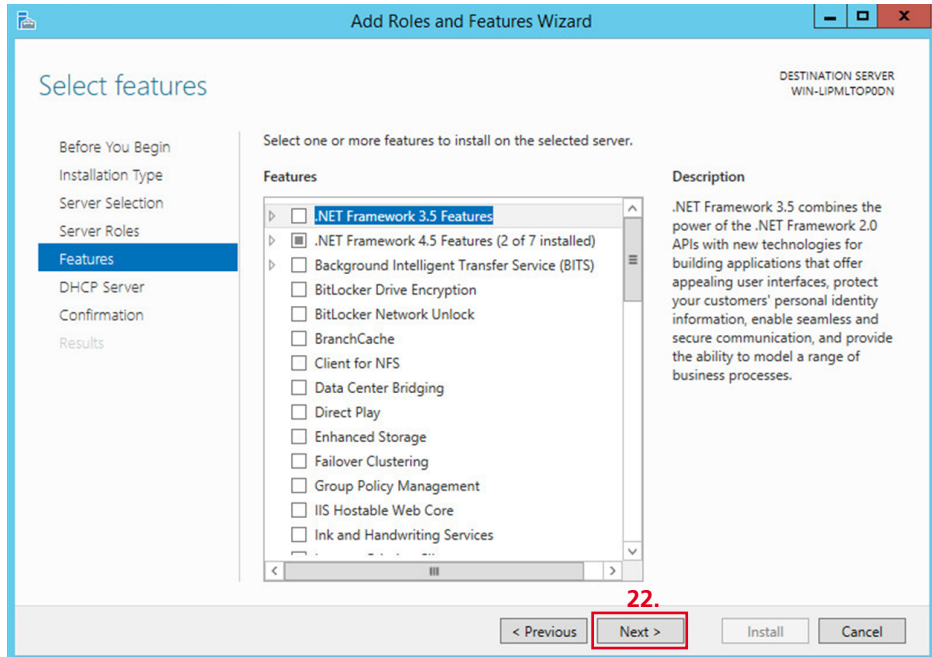 Add Roles and Features Wizard
Select features
DESTINATION SERVER
WIN-LIPMLTOP0DN
Before You Begin
Installation Type
Server Selection
Server Roles
Features
DHCP Server
Confirmation
Results
Select one or more features to install on the selected server.
Features
.NET Framework 3.5 Features
.NET Framework 4.5 Features (2 of 7 installed)
Background Intelligent Transfer Service (BITS)
BitLocker Drive Encryption
BitLocker Network Unlock
BranchCache
Client for NFS
Data Center Bridging
Direct Play
Enhanced Storage
Failover Clustering
Group Policy Management
IIS Hostable Web Core
Ink and Handwriting Services
Description
.NET Framework 3.5 combines the
power of the .NET Framework 2.0
APIs with new technologies for
building applications that offer
appealing user interfaces, protect
your customers' personal identity
information, enable seamless and
secure communication, and provide
the ability to model a range of
business processes.
22.
< Previous
Next >
Install
Cancel